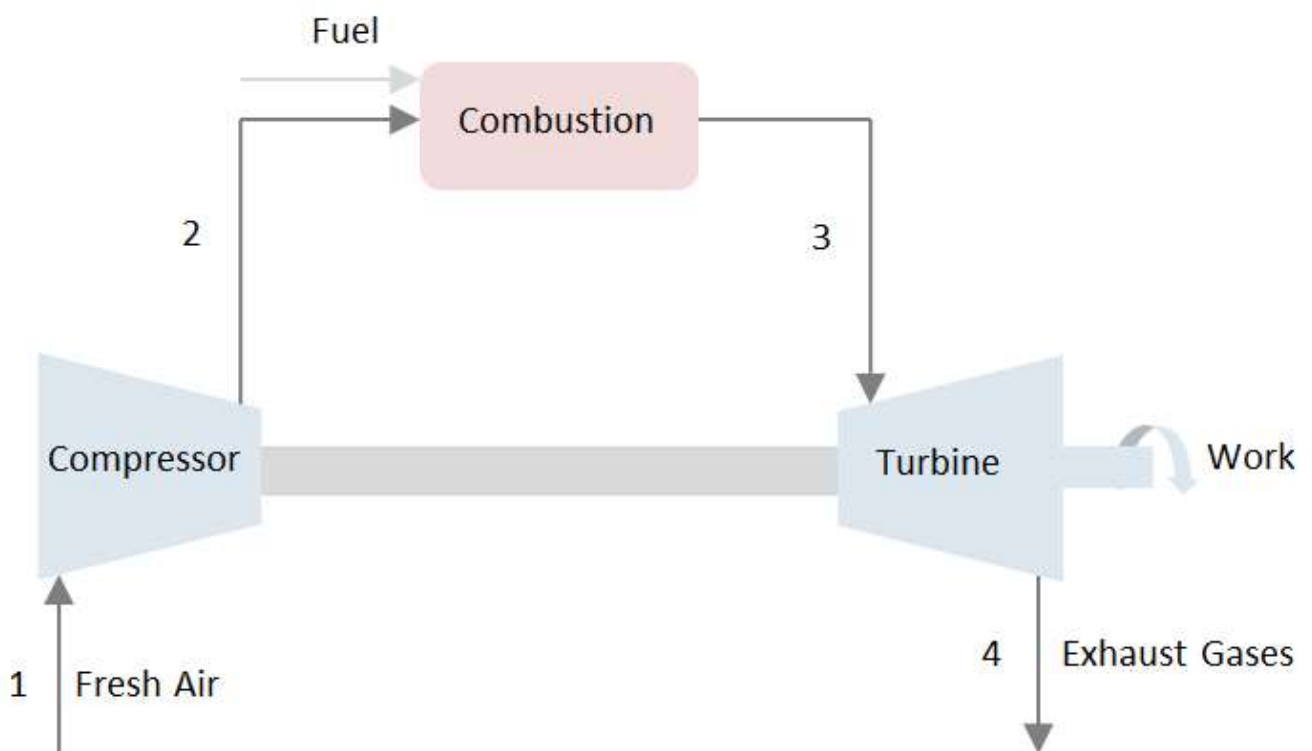 Fuel
Combustion
2
3
Compressor
Turbine
Work
1
Fresh Air
4
Exhaust Gases